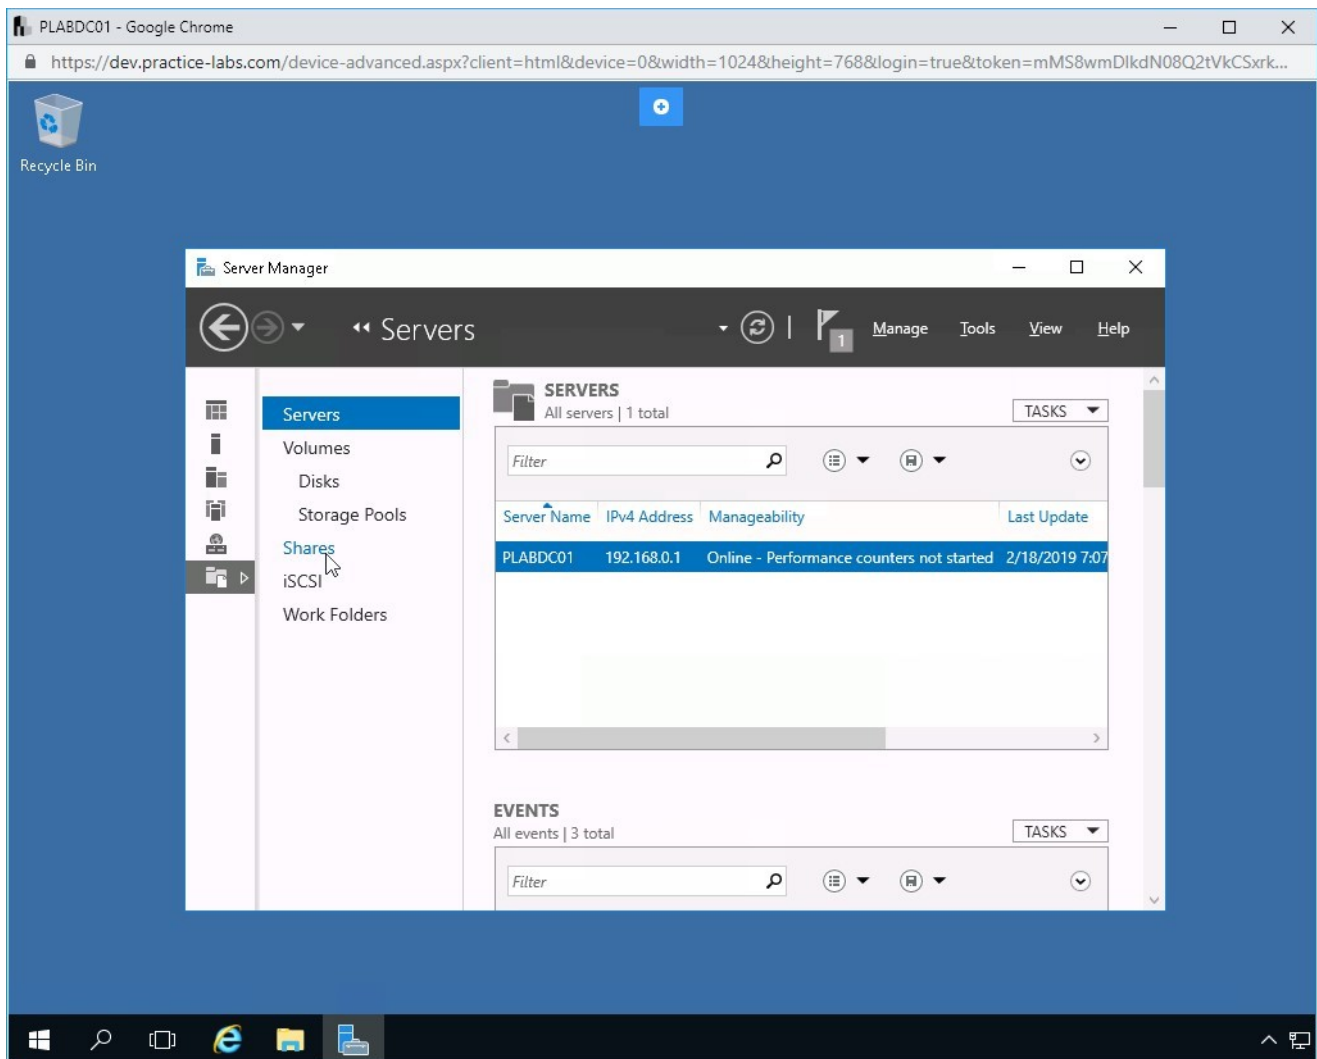 PLABDC01 - Google Chrome
https://dev.practice-labs.com/device-advanced.aspx?client=html&device=0&width=1024&height=768&login=true&token=mMS8wmDlkdN08Q2tVkCSxrk...
Recycle Bin
Server Manager
Servers
1
Manage Tools View Help
Servers
Volumes
Disks
Storage Pools
Shares
iSCSI
Work Folders
SERVERS
All servers | 1 total
TASKS
Filter
Server Name IPv4 Address Manageability Last Update
PLABDC01 192.168.0.1 Online - Performance counters not started 2/18/2019 7:07
EVENTS
All events | 3 total
TASKS
Filter